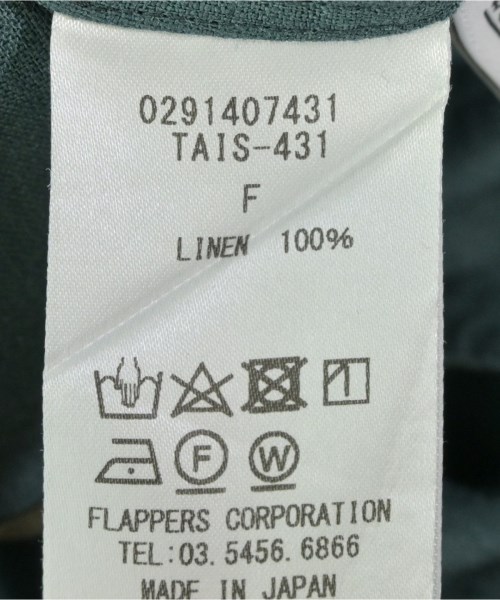 0291407431
TAIS-431
F
LINEN 100%
F W
FLAPPERS CORPORATION
TEL:03.5456.6866
MADE IN JAPAN